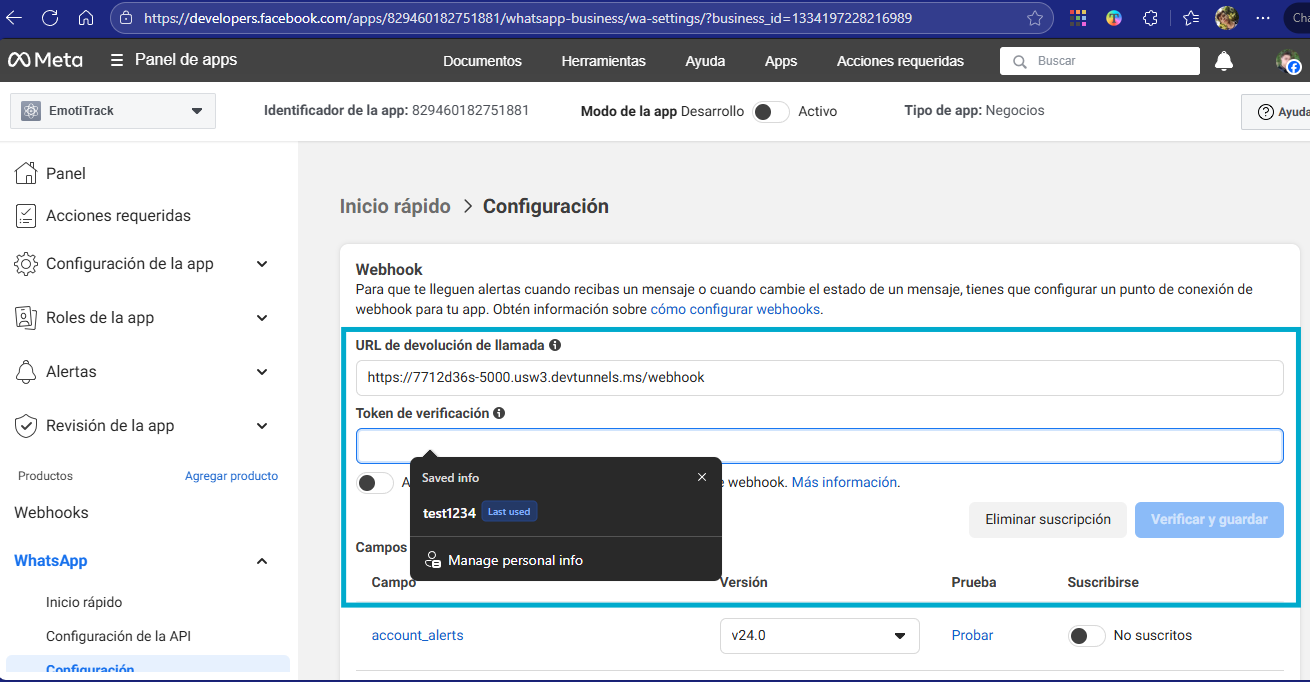 https://developers.facebook.com/apps/829460182751881/whatsapp-business/wa-settings/?business_id=1334197228216989
Meta
Panel de apps
Documentos
Herramientas
Ayuda
Apps
Acciones requeridas
Buscar
EmotiTrack
Identificador de la app: 829460182751881
Modo de la app Desarrollo
Activo
Tipo de app: Negocios
Ayuda
Panel
Acciones requeridas
Configuración de la app
Roles de la app
Alertas
Revisión de la app
Productos
Agregar producto
Webhooks
WhatsApp
Inicio rápido
Configuración de la API
Configuración
Inicio rápido > Configuración
Webhook
Para que te lleguen alertas cuando recibas un mensaje o cuando cambie el estado de un mensaje, tienes que configurar un punto de conexión de
webhook para tu app. Obtén información sobre cómo configurar webhooks.
URL de devolución de llamada
https://7712d36s-5000.usw3.devtunnels.ms/webhook
Token de verificación
Saved info
test1234 Last used
Manage personal info
webhook. Más información.
Eliminar suscripción
Verificar y guardar
Campos
Campo
Versión
Prueba
Suscribirse
account_alerts
v24.0
Probar
No suscritos